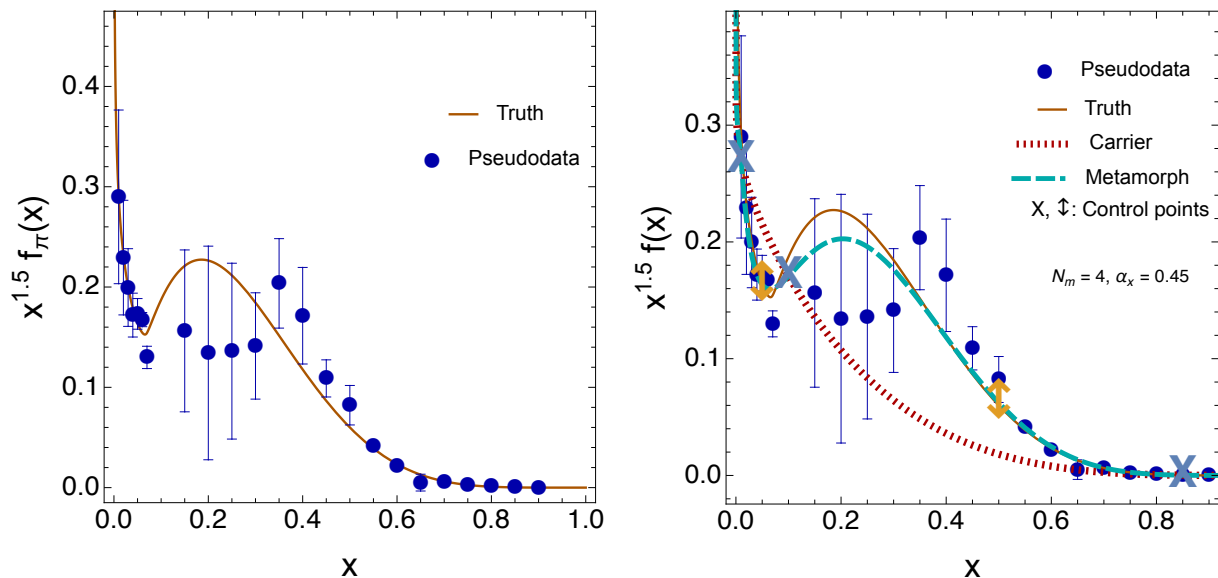 0.4
0.3
0.2
0.1
0.0
0.0
0.2
0.4
0.6
0.8
1.0
x
x^1.5 f_π(x)
Truth
Pseudodata
0.3
0.2
0.1
0.0
0.0
0.2
0.4
0.6
0.8
x
x^1.5 f(x)
Pseudodata
Truth
Carrier
Metamorph
X, ↕: Control points
N_m = 4, α_x = 0.45
X
X
X